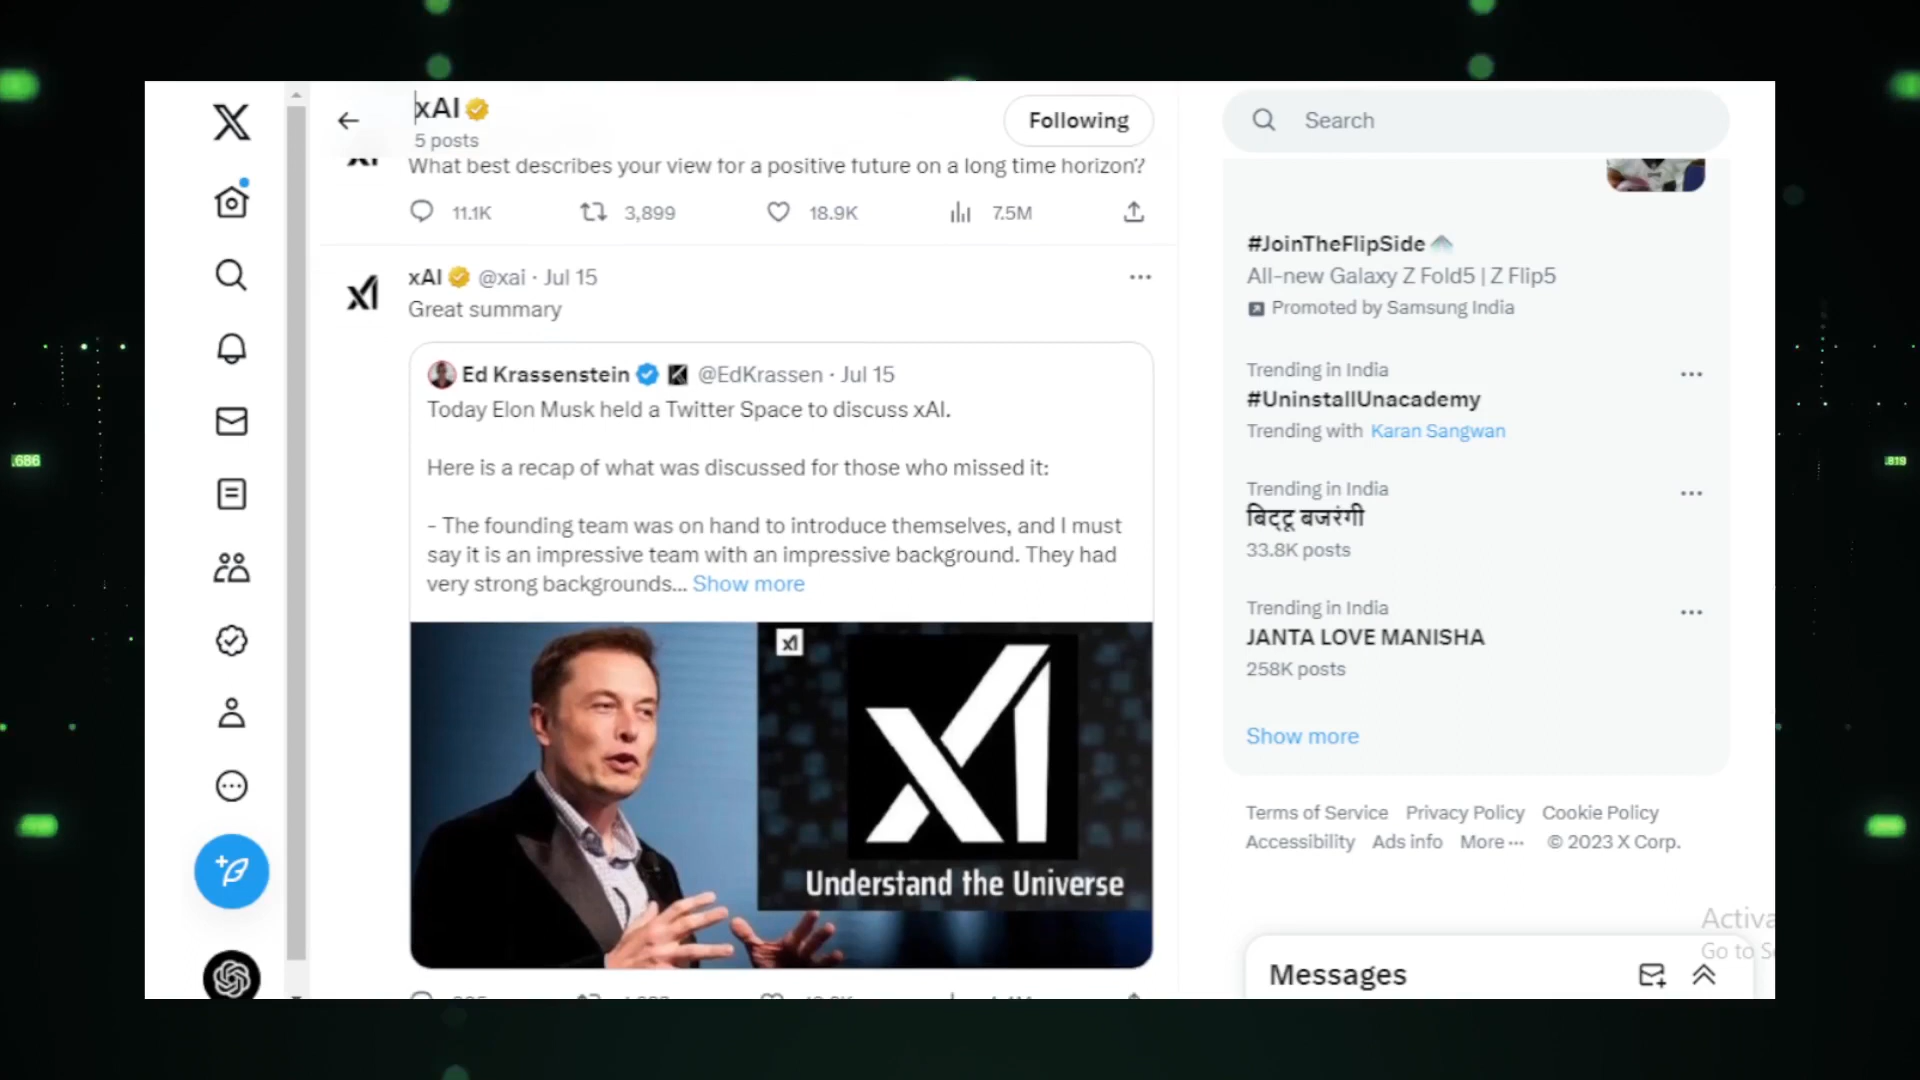 xAI
5 posts
Following
What best describes your view for a positive future on a long time horizon?
11.1K 3,899 18.9K 7.5M
xAI @xai · Jul 15
Great summary
Ed Krassenstein @EdKrassen · Jul 15
Today Elon Musk held a Twitter Space to discuss xAI.
Here is a recap of what was discussed for those who missed it:
- The founding team was on hand to introduce themselves, and I must
say it is an impressive team with an impressive background. They had
very strong backgrounds... Show more
xI
xI
Understand the Universe
Search
#JoinTheFlipSide
All-new Galaxy Z Fold5 | Z Flip5
Promoted by Samsung India
Trending in India
#UninstallUnacademy
Trending with Karan Sangwan
Trending in India
बिट्टू बजरंगी
33.8K posts
Trending in India
JANTA LOVE MANISHA
258K posts
Show more
Terms of Service Privacy Policy Cookie Policy
Accessibility Ads info More ··· © 2023 X Corp.
Activa
Go to S
Messages
.686
.819